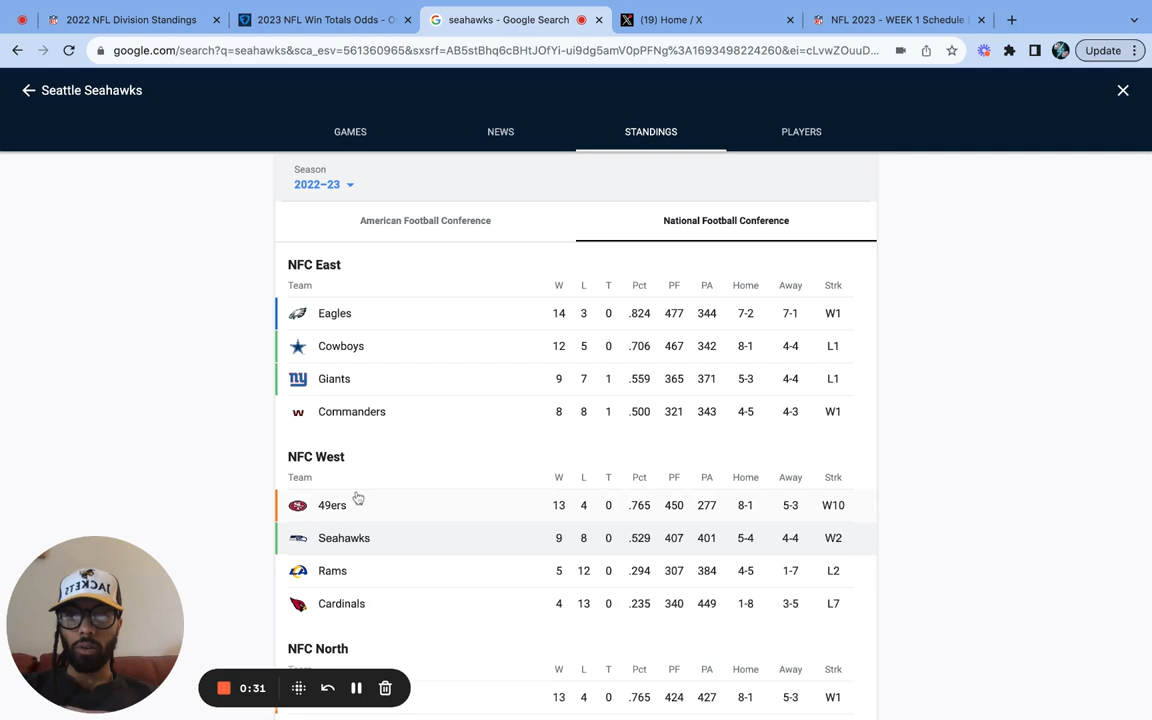 2022 NFL Division Standings
2023 NFL Win Totals Odds - O
seahawks - Google Search
(19) Home / X
NFL 2023 - WEEK 1 Schedule
google.com/search?q=seahawks&sca_esv=561360965&sxsrf=AB5stBhq6cBHtJOfYi-ui9dg5amV0pPFNg%3A1693498224260&ei=cLvwZOuuD...
Update
Seattle Seahawks
GAMES NEWS STANDINGS PLAYERS
Season
2022–23
American Football Conference National Football Conference
NFC East
Team W L T Pct PF PA Home Away Strk
Eagles 14 3 0 .824 477 344 7-2 7-1 W1
Cowboys 12 5 0 .706 467 342 8-1 4-4 L1
ny Giants 9 7 1 .559 365 371 5-3 4-4 L1
W Commanders 8 8 1 .500 321 343 4-5 4-3 W1
NFC West
Team W L T Pct PF PA Home Away Strk
49ers 13 4 0 .765 450 277 8-1 5-3 W10
Seahawks 9 8 0 .529 407 401 5-4 4-4 W2
Rams 5 12 0 .294 307 384 4-5 1-7 L2
Cardinals 4 13 0 .235 340 449 1-8 3-5 L7
NFC North
W L T Pct PF PA Home Away Strk
13 4 0 .765 424 427 8-1 5-3 W1
JACKETS
0:31